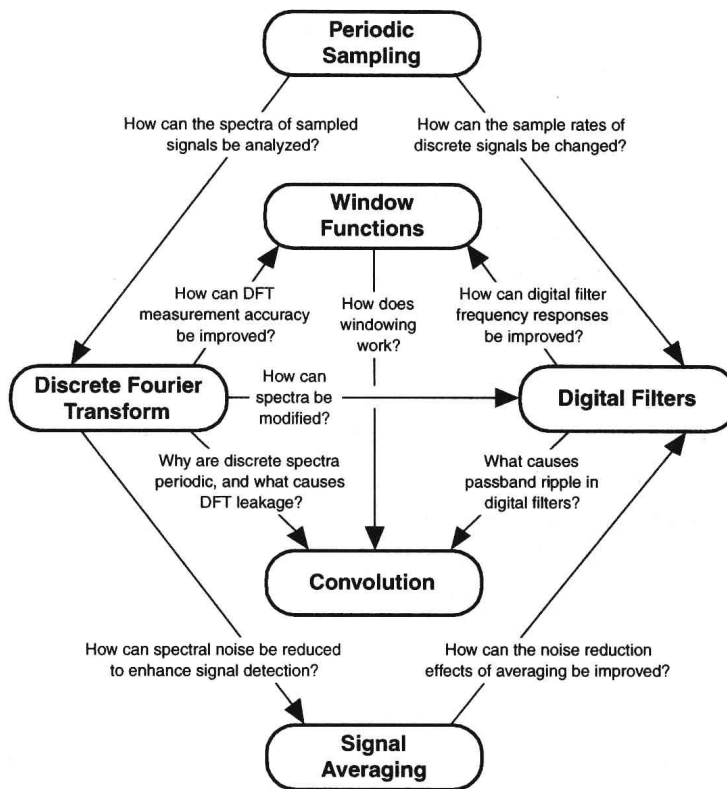 Periodic
Sampling
How can the spectra of sampled
signals be analyzed?
How can the sample rates of
discrete signals be changed?
Window
Functions
How can DFT
measurement accuracy
be improved?
How does
windowing
work?
How can digital filter
frequency responses
be improved?
Discrete Fourier
Transform
How can
spectra be
modified?
Digital Filters
Why are discrete spectra
periodic, and what causes
DFT leakage?
What causes
passband ripple in
digital filters?
Convolution
How can spectral noise be reduced
to enhance signal detection?
How can the noise reduction
effects of averaging be improved?
Signal
Averaging